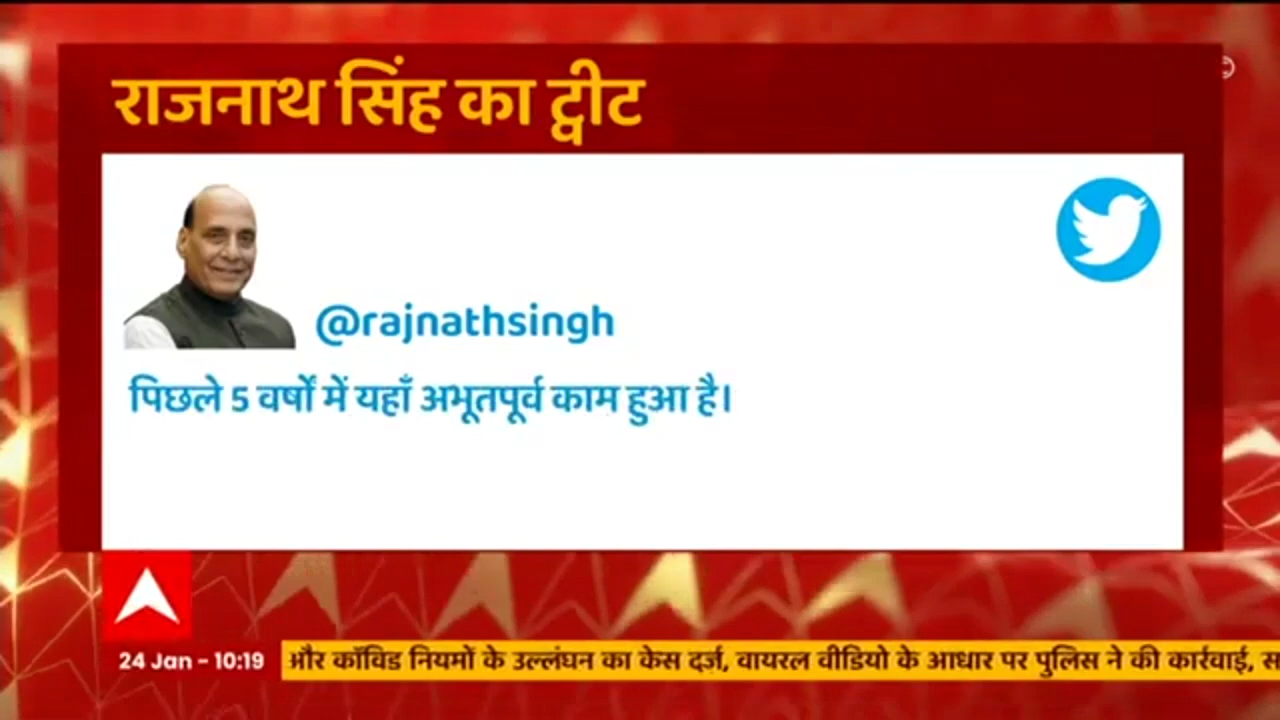 राजनाथ सिंह का ट्वीट
@rajnathsingh
पिछले 5 वर्षों में यहाँ अभूतपूर्व काम हुआ है।
24 Jan - 10:19
और कॉविड नियमों के उल्लंघन का केस दर्ज, वायरल वीडियो के आधार पर पुलिस ने की कार्रवाई,